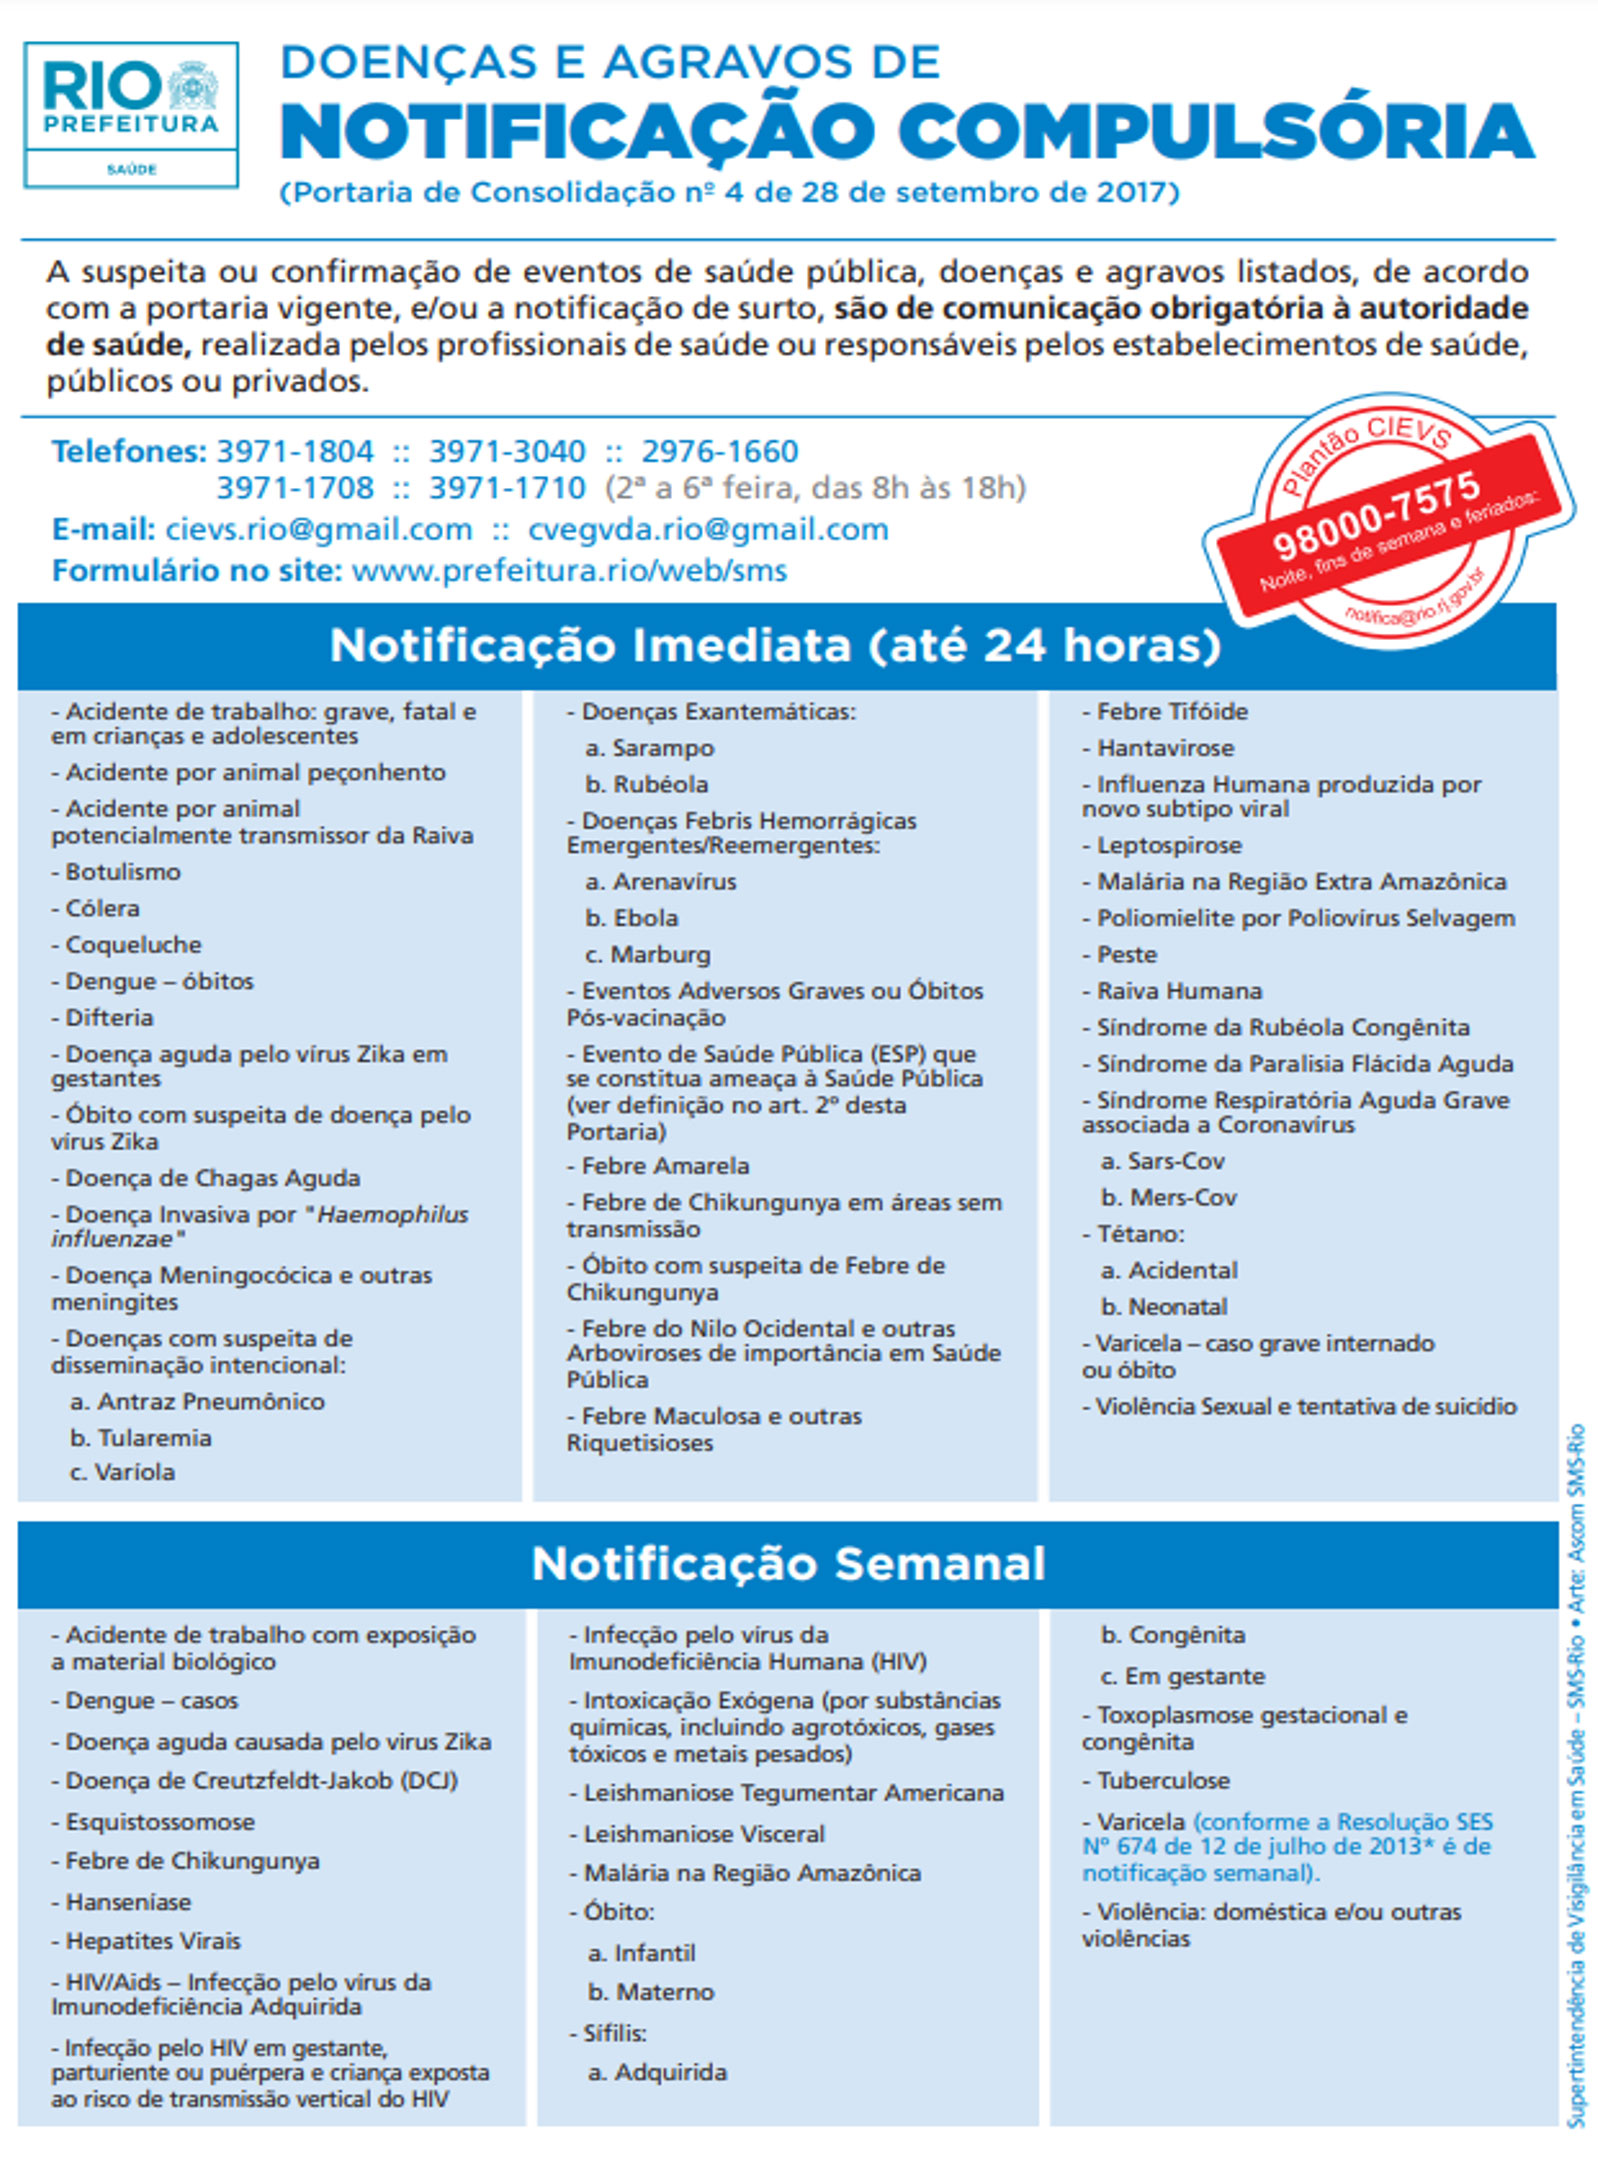 RIO
PREFEITURA
SAÚDE
DOENÇAS E AGRAVOS DE
NOTIFICAÇÃO COMPULSÓRIA
(Portaria de Consolidação nº 4 de 28 de setembro de 2017)
A suspeita ou confirmação de eventos de saúde pública, doenças e agravos listados, de acordo
com a portaria vigente, e/ou a notificação de surto, são de comunicação obrigatória à autoridade
de saúde, realizada pelos profissionais de saúde ou responsáveis pelos estabelecimentos de saúde,
públicos ou privados.
Telefones: 3971-1804 :: 3971-3040 :: 2976-1660
3971-1708 :: 3971-1710 (2ª a 6ª feira, das 8h às 18h)
E-mail: cievs.rio@gmail.com :: cvegvda.rio@gmail.com
Formulário no site: www.prefeitura.rio/web/sms
Plantão CIEVS
98000-7575
Noite, fins de semana e feriados:
notifica@rio.rj.gov.br
Notificação Imediata (até 24 horas)
- Acidente de trabalho: grave, fatal e
em crianças e adolescentes
- Acidente por animal peçonhento
- Acidente por animal
potencialmente transmissor da Raiva
- Botulismo
- Cólera
- Coqueluche
- Dengue – óbitos
- Difteria
- Doença aguda pelo vírus Zika em
gestantes
- Óbito com suspeita de doença pelo
vírus Zika
- Doença de Chagas Aguda
- Doença Invasiva por "Haemophilus
influenzae"
- Doença Meningocócica e outras
meningites
- Doenças com suspeita de
disseminação intencional:
a. Antraz Pneumônico
b. Tularemia
c. Varíola
- Doenças Exantemáticas:
a. Sarampo
b. Rubéola
- Doenças Febris Hemorrágicas
Emergentes/Reemergentes:
a. Arenavírus
b. Ebola
c. Marburg
- Eventos Adversos Graves ou Óbitos
Pós-vacinação
- Evento de Saúde Pública (ESP) que
se constitua ameaça à Saúde Pública
(ver definição no art. 2º desta
Portaria)
- Febre Amarela
- Febre de Chikungunya em áreas sem
transmissão
- Óbito com suspeita de Febre de
Chikungunya
- Febre do Nilo Ocidental e outras
Arboviroses de importância em Saúde
Pública
- Febre Maculosa e outras
Riquetisioses
- Febre Tifóide
- Hantavirose
- Influenza Humana produzida por
novo subtipo viral
- Leptospirose
- Malária na Região Extra Amazônica
- Poliomielite por Poliovírus Selvagem
- Peste
- Raiva Humana
- Síndrome da Rubéola Congênita
- Síndrome da Paralisia Flácida Aguda
- Síndrome Respiratória Aguda Grave
associada a Coronavírus
a. Sars-Cov
b. Mers-Cov
- Tétano:
a. Acidental
b. Neonatal
- Varicela – caso grave internado
ou óbito
- Violência Sexual e tentativa de suicídio
Notificação Semanal
- Acidente de trabalho com exposição
a material biológico
- Dengue – casos
- Doença aguda causada pelo virus Zika
- Doença de Creutzfeldt-Jakob (DCJ)
- Esquistossomose
- Febre de Chikungunya
- Hanseníase
- Hepatites Virais
- HIV/Aids – Infecção pelo vírus da
Imunodeficiência Adquirida
- Infecção pelo HIV em gestante,
parturiente ou puérpera e criança exposta
ao risco de transmissão vertical do HIV
- Infecção pelo vírus da
Imunodeficiência Humana (HIV)
- Intoxicação Exógena (por substâncias
químicas, incluindo agrotóxicos, gases
tóxicos e metais pesados)
- Leishmaniose Tegumentar Americana
- Leishmaniose Visceral
- Malária na Região Amazônica
- Óbito:
a. Infantil
b. Materno
- Sífilis:
a. Adquirida
b. Congênita
c. Em gestante
- Toxoplasmose gestacional e
congênita
- Tuberculose
- Varicela (conforme a Resolução SES
Nº 674 de 12 de julho de 2013* é de
notificação semanal).
- Violência: doméstica e/ou outras
violências
Supertintendência de Visigilância em Saúde – SMS-Rio • Arte: Ascom SMS-Rio